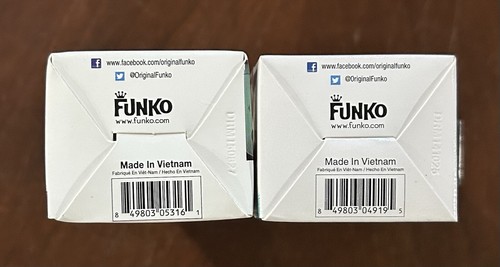 www.facebook.com/originalfunko
@OriginalFunko
FUNKO
www.funko.com
Made In Vietnam
Fabriqué En Viêt-Nam / Hecho En Vietnam
8 49803 05316 1
www.facebook.com/originalfunko
@OriginalFunko
FUNKO
www.funko.com
Made In Vietnam
Fabriqué En Viêt-Nam / Hecho En Vietnam
8 49803 04919 5